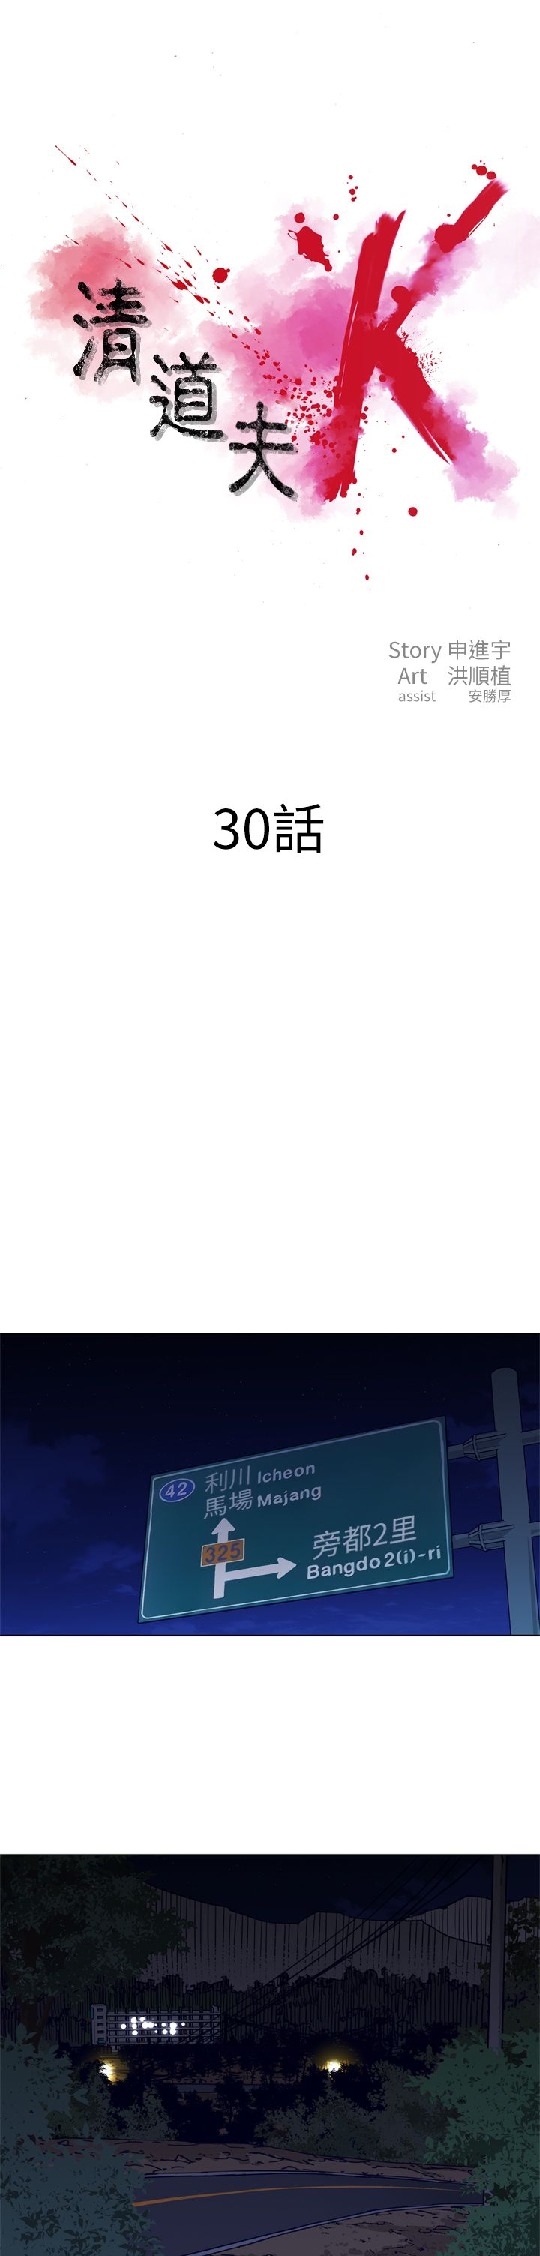 清道夫K
Story 申進宇
Art 洪順植
assist 安勝厚
30話
42 利川 Icheon
馬場 Majang
325
旁都2里
Bangdo 2(i)-ri